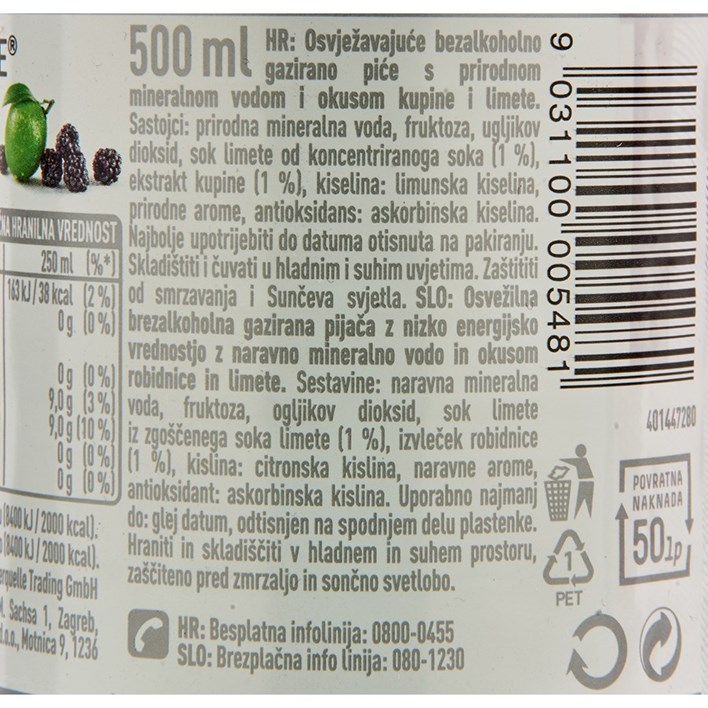 E®
500 ml
HR: Osvježavajuće bezalkoholno
gazirano piće s prirodnom
mineralnom vodom i okusom kupine i limete.
Sastojci: prirodna mineralna voda, fruktoza, ugljikov
dioksid, sok limete od koncentriranoga soka (1 %),
ekstrakt kupine (1 %), kiselina: limunska kiselina,
prirodne arome, antioksidans: askorbinska kiselina.
Najbolje upotrijebiti do datuma otisnuta na pakiranju.
Skladištiti i čuvati u hladnim i suhim uvjetima. Zaštititi
od smrzavanja i Sunčeva svjetla. SLO: Osvežilna
brezalkoholna gazirana pijača z nizko energijsko
vrednostjo z naravno mineralno vodo in okusom
robidnice in limete. Sestavine: naravna mineralna
voda, fruktoza, ogljikov dioksid, sok limete
iz zgoščenega soka limete (1 %), izvleček robidnice
(1 %), kislina: citronska kislina, naravne arome,
antioksidant: askorbinska kislina. Uporabno najmanj
do: glej datum, odtisnjen na spodnjem delu plastenke.
Hraniti in skladiščiti v hladnem in suhem prostoru,
zaščiteno pred zmrzaljo in sončno svetlobo.
HR: Besplatna infolinija: 0800-0455
SLO: Brezplačna info linija: 080-1230
HRANILNA VREDNOST
250 ml (%*)
163 kJ / 38 kcal (2 %)
0 g (0 %)
0 g (0 %)
9,0 g (3 %)
9,0 g (10 %)
0 g (0 %)
0 g (0 %)
(8400 kJ / 2000 kcal).
(8400 kJ / 2000 kcal).
Trading GmbH
Sachsa 1, Zagreb,
d.o.o., Motnica 9, 1236
9 031100 005481
401447280
POVRATNA
NAKNADA
50 lp
1
PET